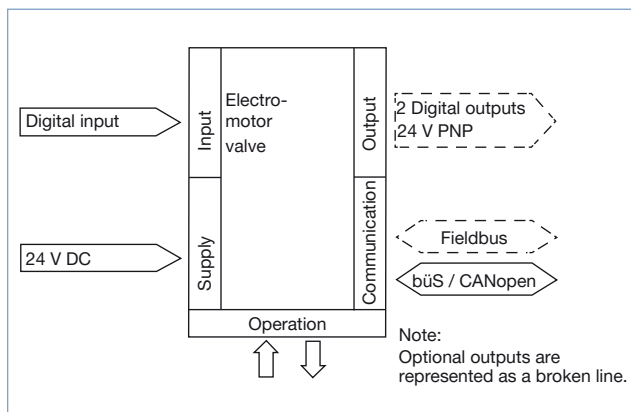 Digital input
24 V DC
Input
Supply
Electro-
motor
valve
Output
Communication
Operation
2 Digital outputs
24 V PNP
Fieldbus
büS / CANopen
Note:
Optional outputs are
represented as a broken line.